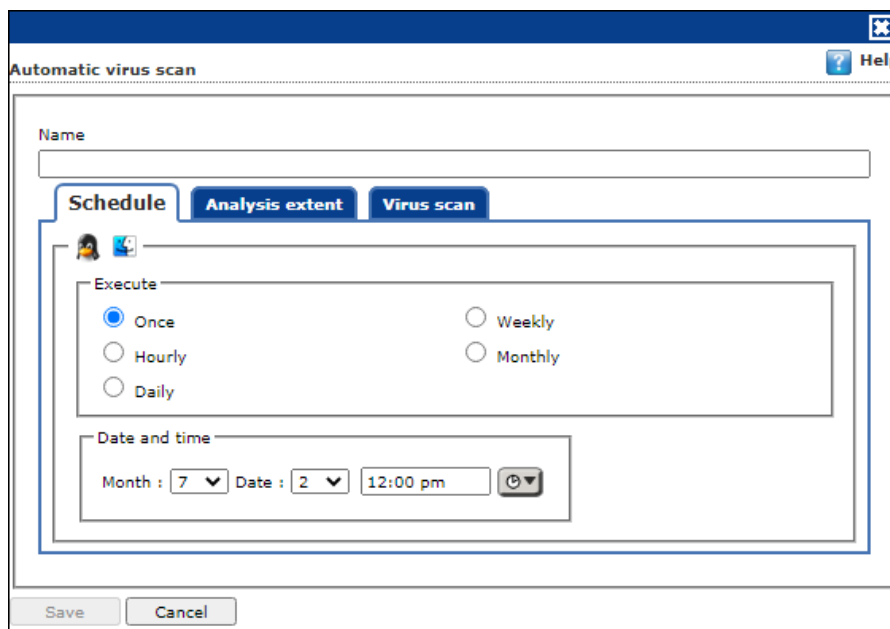 Automatic virus scan
? Hel
Name
Schedule Analysis extent Virus scan
Execute
Once Weekly
Hourly Monthly
Daily
Date and time
Month : 7 Date : 2 12:00 pm
Save Cancel